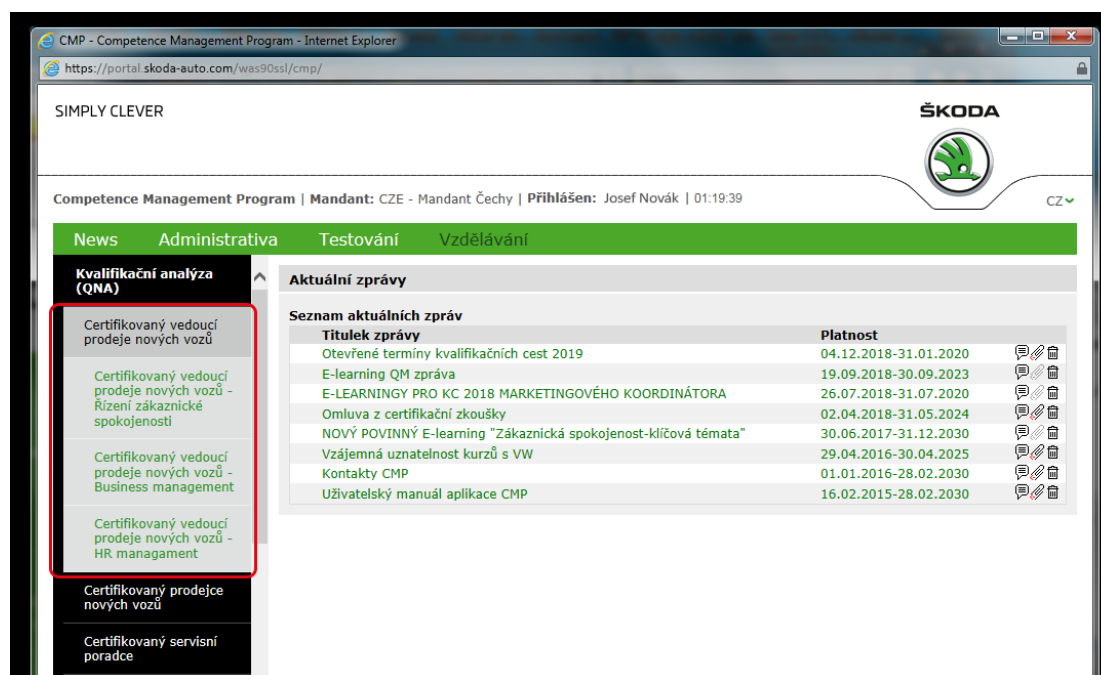 CMP - Competence Management Program - Internet Explorer
https://portal.skoda-auto.com/was90ssl/cmp/
SIMPLY CLEVER
ŠKODA
Competence Management Program | Mandant: CZE - Mandant Čechy | Přihlášen: Josef Novák | 01:19:39
CZ
News Administrativa Testování Vzdělávání
Kvalifikační analýza
(QNA)
Certifikovaný vedoucí
prodeje nových vozů
Certifikovaný vedoucí
prodeje nových vozů -
Řízení zákaznické
spokojenosti
Certifikovaný vedoucí
prodeje nových vozů -
Business management
Certifikovaný vedoucí
prodeje nových vozů -
HR managament
Certifikovaný prodejce
nových vozů
Certifikovaný servisní
poradce
Aktuální zprávy
Seznam aktuálních zpráv
Titulek zprávy Platnost
Otevřené termíny kvalifikačních cest 2019 04.12.2018-31.01.2020
E-learning QM zpráva 19.09.2018-30.09.2023
E-LEARNINGY PRO KC 2018 MARKETINGOVÉHO KOORDINÁTORA 26.07.2018-31.07.2020
Omluva z certifikační zkoušky 02.04.2018-31.05.2024
NOVÝ POVINNÝ E-learning "Zákaznická spokojenost-klíčová témata" 30.06.2017-31.12.2030
Vzájemná uznatelnost kurzů s VW 29.04.2016-30.04.2025
Kontakty CMP 01.01.2016-28.02.2030
Uživatelský manuál aplikace CMP 16.02.2015-28.02.2030